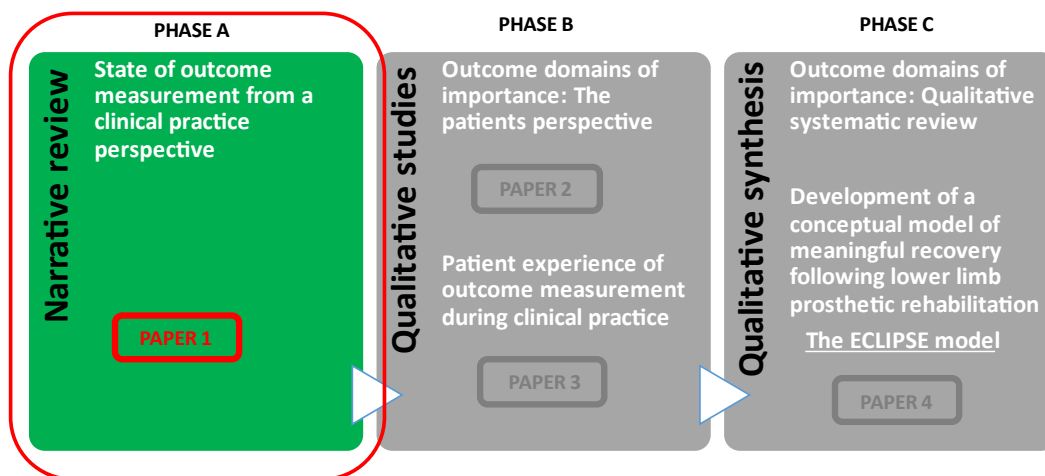 PHASE A
Narrative review
State of outcome
measurement from a
clinical practice
perspective
PAPER 1
PHASE B
Qualitative studies
Outcome domains of
importance: The
patients perspective
PAPER 2
Patient experience of
outcome measurement
during clinical practice
PAPER 3
PHASE C
Qualitative synthesis
Outcome domains of
importance: Qualitative
systematic review
Development of a
conceptual model of
meaningful recovery
following lower limb
prosthetic rehabilitation
The ECLIPSE model
PAPER 4